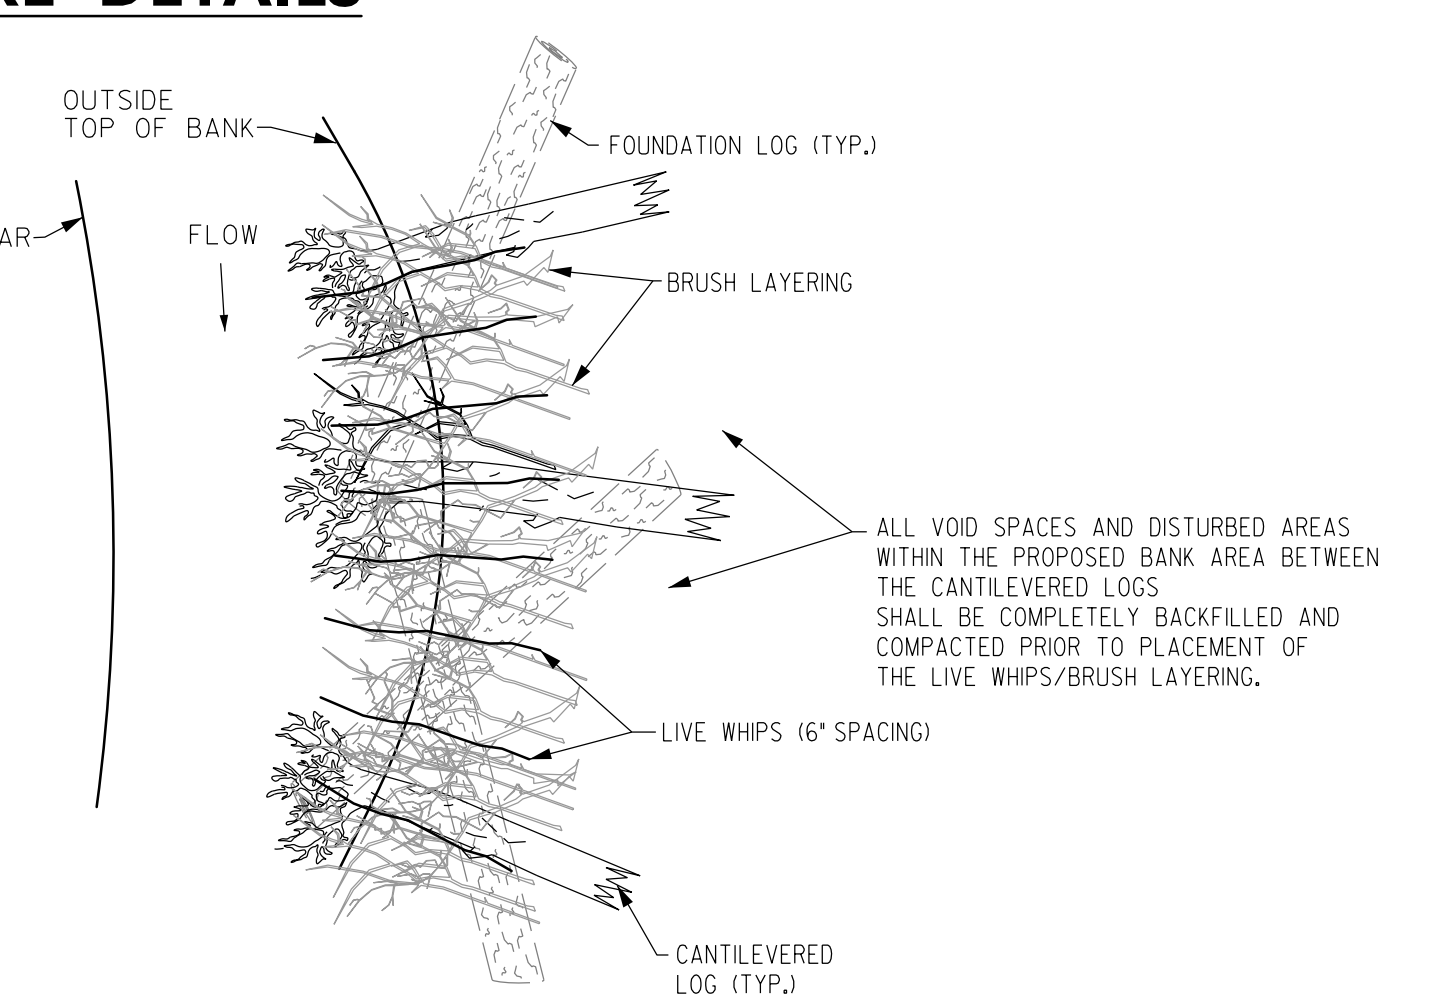 DETAILS
OUTSIDE
TOP OF BANK
FOUNDATION LOG (TYP.)
FLOW
BRUSH LAYERING
ALL VOID SPACES AND DISTURBED AREAS
WITHIN THE PROPOSED BANK AREA BETWEEN
THE CANTILEVERED LOGS
SHALL BE COMPLETELY BACKFILLED AND
COMPACTED PRIOR TO PLACEMENT OF
THE LIVE WHIPS/BRUSH LAYERING.
LIVE WHIPS (6" SPACING)
CANTILEVERED
LOG (TYP.)